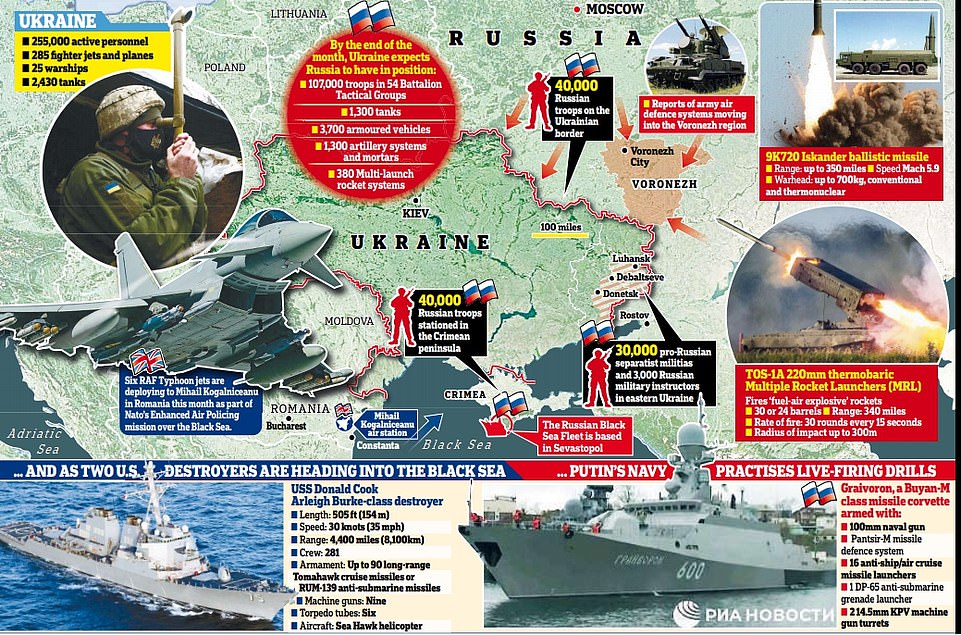 UKRAINE
255,000 active personnel
285 fighter jets and planes
25 warships
2,430 tanks
LITHUANIA
POLAND
By the end of the
month, Ukraine expects
Russia to have in position:
107,000 troops in 54 Battalion
Tactical Groups
1,300 tanks
3,700 armoured vehicles
1,300 artillery systems
and mortars
380 Multi-launch
rocket systems
MOSCOW
RUSSIA
40,000
Russian
troops on the
Ukrainian
border
Reports of army air
defence systems moving
into the Voronezh region
Voronezh
City
VORONEZH
9K720 Iskander ballistic missile
Range: up to 350 miles Speed Mach 5.9
Warhead: up to 700kg, conventional
and thermonuclear
KIEV
UKRAINE
100 miles
Luhansk
Debaltseve
Donetsk
Rostov
MOLDOVA
40,000
Russian troops
stationed in
the Crimean
peninsula
30,000 pro-Russian
separatist militias
and 3,000 Russian
military instructors
in eastern Ukraine
TOS-1A 220mm thermobaric
Multiple Rocket Launchers (MRL)
Fires 'fuel-air explosive' rockets
30 or 24 barrels Range: 340 miles
Rate of fire: 30 rounds every 15 seconds
Radius of impact up to 300m
Six RAF Typhoon jets are
deploying to Mihail Kogalniceanu
in Romania this month as part of
Nato's Enhanced Air Policing
mission over the Black Sea.
ROMANIA
Bucharest
Mihail
Kogalniceanu
air station
Constanta
CRIMEA
The Russian Black
Sea Fleet is based
in Sevastopol
Adriatic
Sea
Black Sea
... AND AS TWO U.S. DESTROYERS ARE HEADING INTO THE BLACK SEA
... PUTIN'S NAVY PRACTISES LIVE-FIRING DRILLS
USS Donald Cook
Arleigh Burke-class destroyer
Length: 505ft (154 m)
Speed: 30 knots (35 mph)
Range: 4,400 miles (8,100km)
Crew: 281
Armament: Up to 90 long-range
Tomahawk cruise missiles or
RUM-139 anti-submarine missiles
Machine guns: Nine
Torpedo tubes: Six
Aircraft: Sea Hawk helicopter
15
ГРАЙВОРОН
600
РИА НОВОСТИ
Graivoron, a Buyan-M
class missile corvette
armed with:
100mm naval gun
Pantsir-M missile
defence system
16 anti-ship/air cruise
missile launchers
1 DP-65 anti-submarine
grenade launcher
214.5mm KPV machine
gun turrets